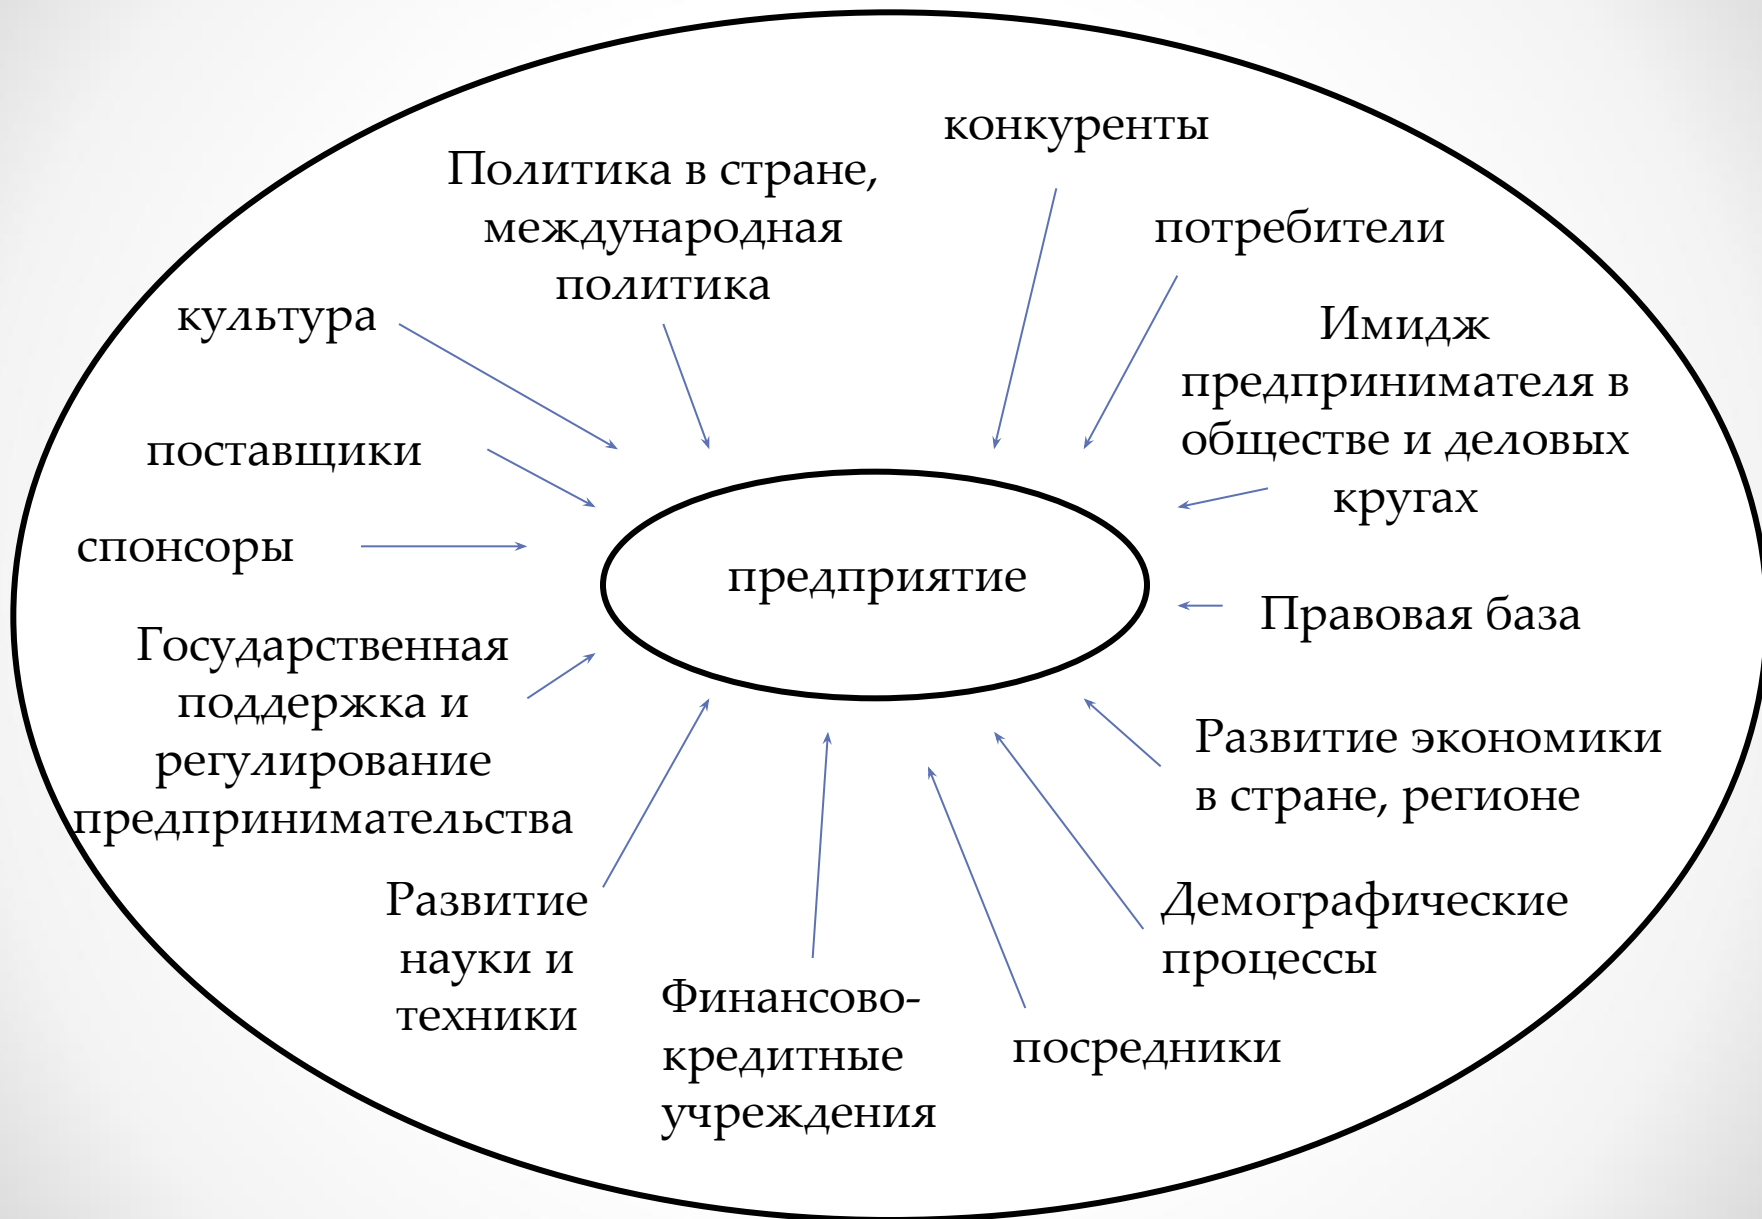 конкуренты
Политика в стране,
международная
политика
потребители
культура
Имидж
предпринимателя в
обществе и деловых
кругах
поставщики
спонсоры
предприятие
Правовая база
Государственная
поддержка и
регулирование
предпринимательства
Развитие экономики
в стране, регионе
Развитие
науки и
техники
Демографические
процессы
Финансово-
кредитные
учреждения
посредники